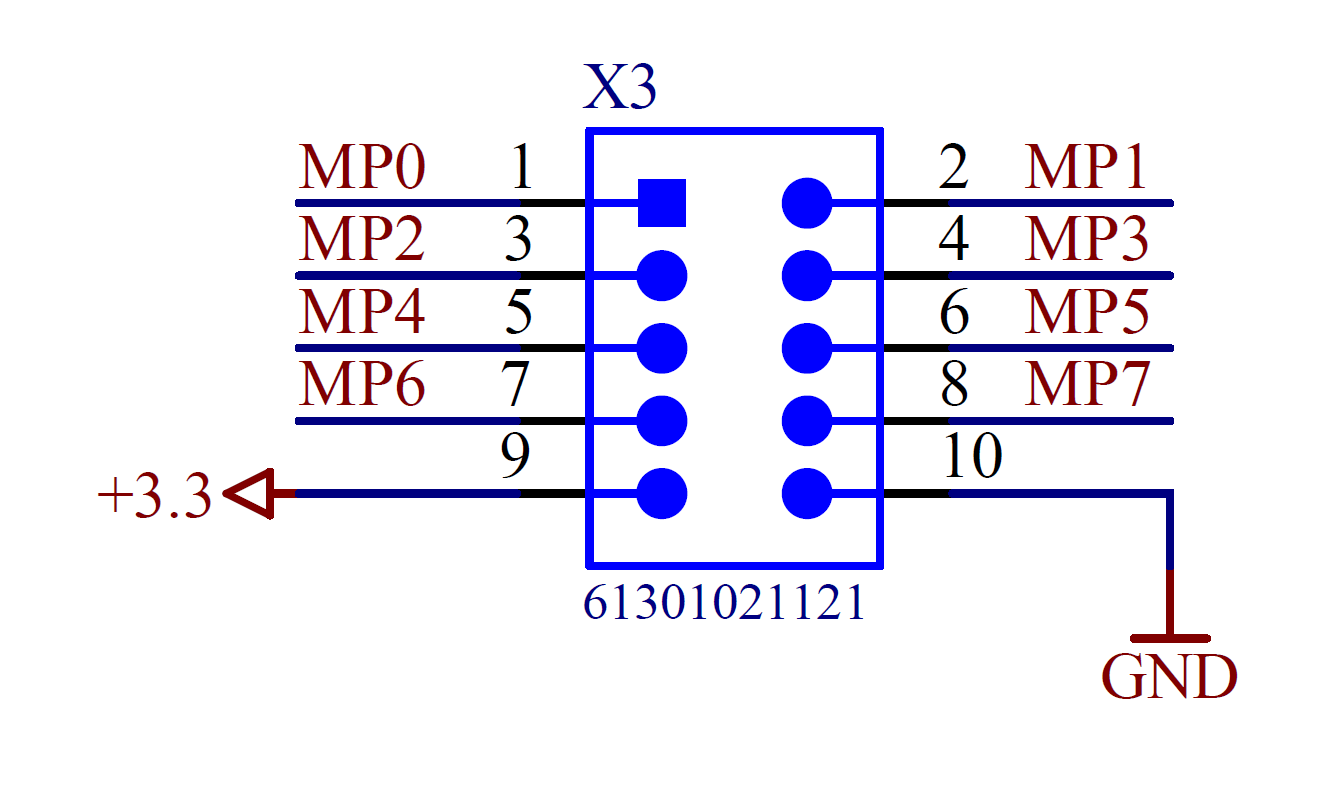 X3
MP0 1 2 MP1
MP2 3 4 MP3
MP4 5 6 MP5
MP6 7 8 MP7
9 10
+3.3
61301021121
GND